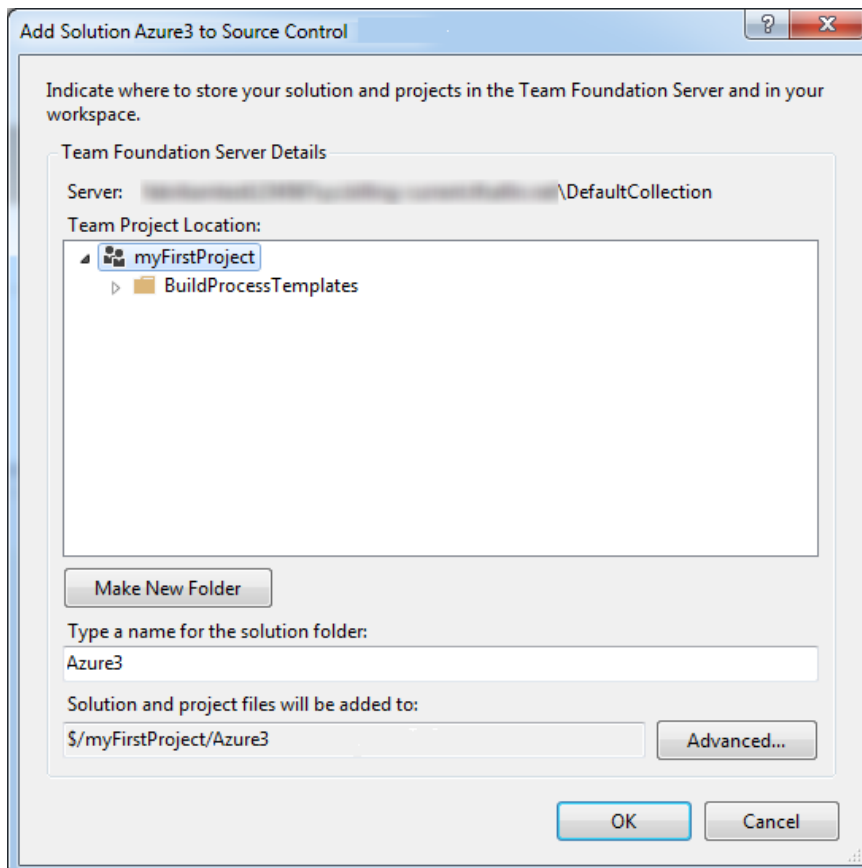 Add Solution Azure3 to Source Control
Indicate where to store your solution and projects in the Team Foundation Server and in your
workspace.
Team Foundation Server Details
Server: \DefaultCollection
Team Project Location:
myFirstProject
BuildProcessTemplates
Make New Folder
Type a name for the solution folder:
Azure3
Solution and project files will be added to:
$/myFirstProject/Azure3
Advanced...
OK
Cancel